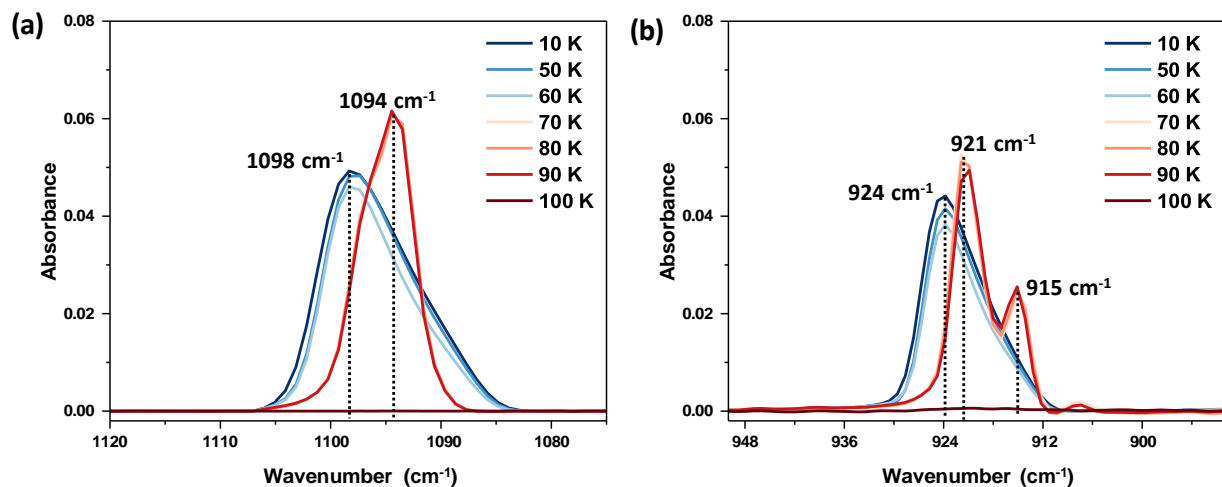 (a)
0.08
0.06
0.04
0.02
0.00
Absorbance
1098 cm-1
1094 cm-1
10 K
50 K
60 K
70 K
80 K
90 K
100 K
1120
1110
1100
1090
1080
Wavenumber (cm-1)
(b)
0.08
0.06
0.04
0.02
0.00
Absorbance
924 cm-1
921 cm-1
915 cm-1
10 K
50 K
60 K
70 K
80 K
90 K
100 K
948
936
924
912
900
Wavenumber (cm-1)